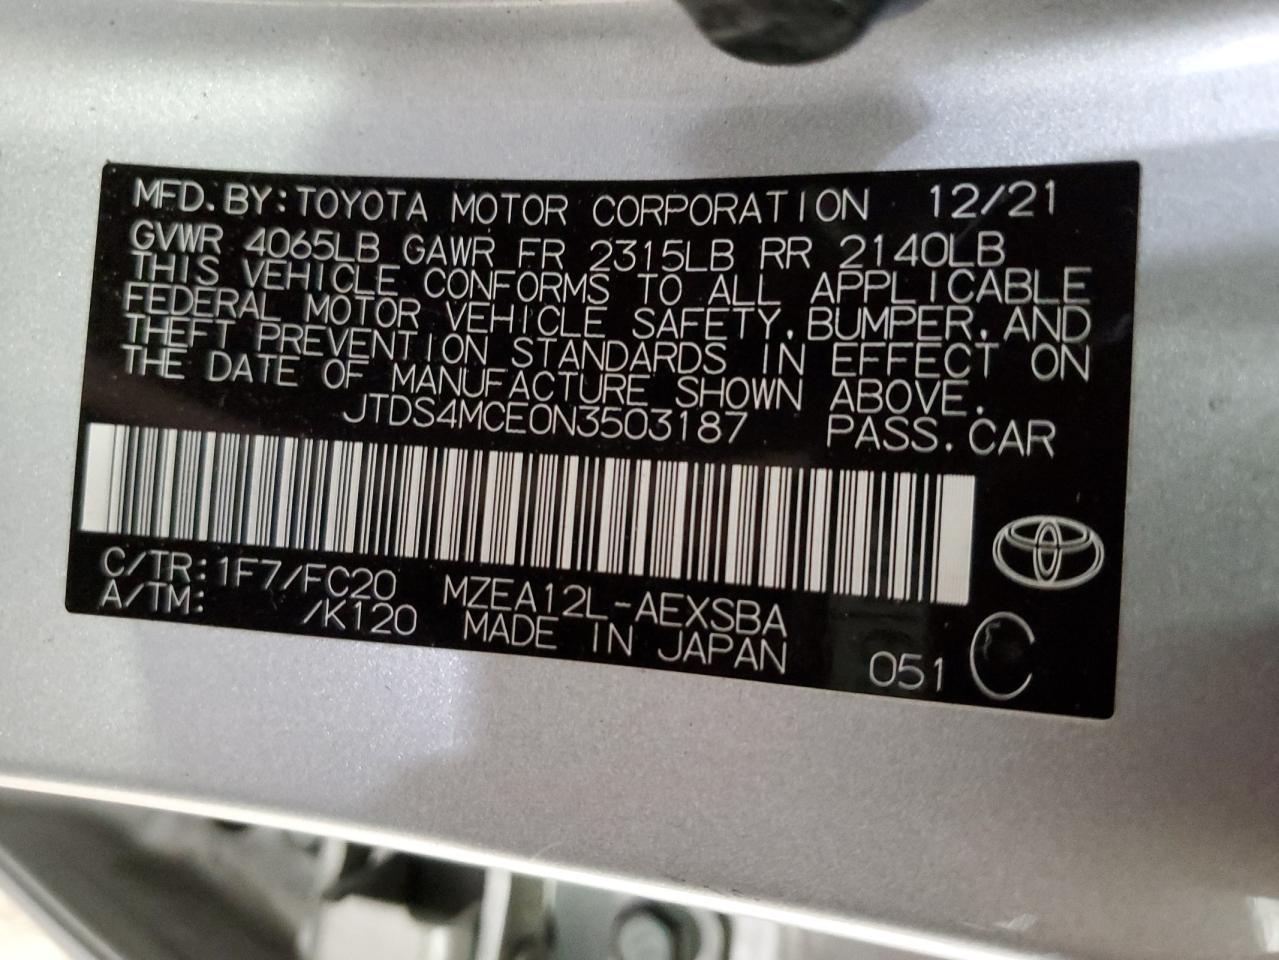 MFD. BY: TOYOTA MOTOR CORPORATION 12/21
GVWR 4065LB GAWR FR 2315LB RR 2140LB
THIS VEHICLE CONFORMS TO ALL APPLICABLE
FEDERAL MOTOR VEHICLE SAFETY, BUMPER, AND
THEFT PREVENTION STANDARDS IN EFFECT ON
THE DATE OF MANUFACTURE SHOWN ABOVE.
JTDS4MCE0N3503187 PASS. CAR
C/TR: 1F7/FC20 MZEA12L-AEXSBA
A/TM: /K120 MADE IN JAPAN 051 C